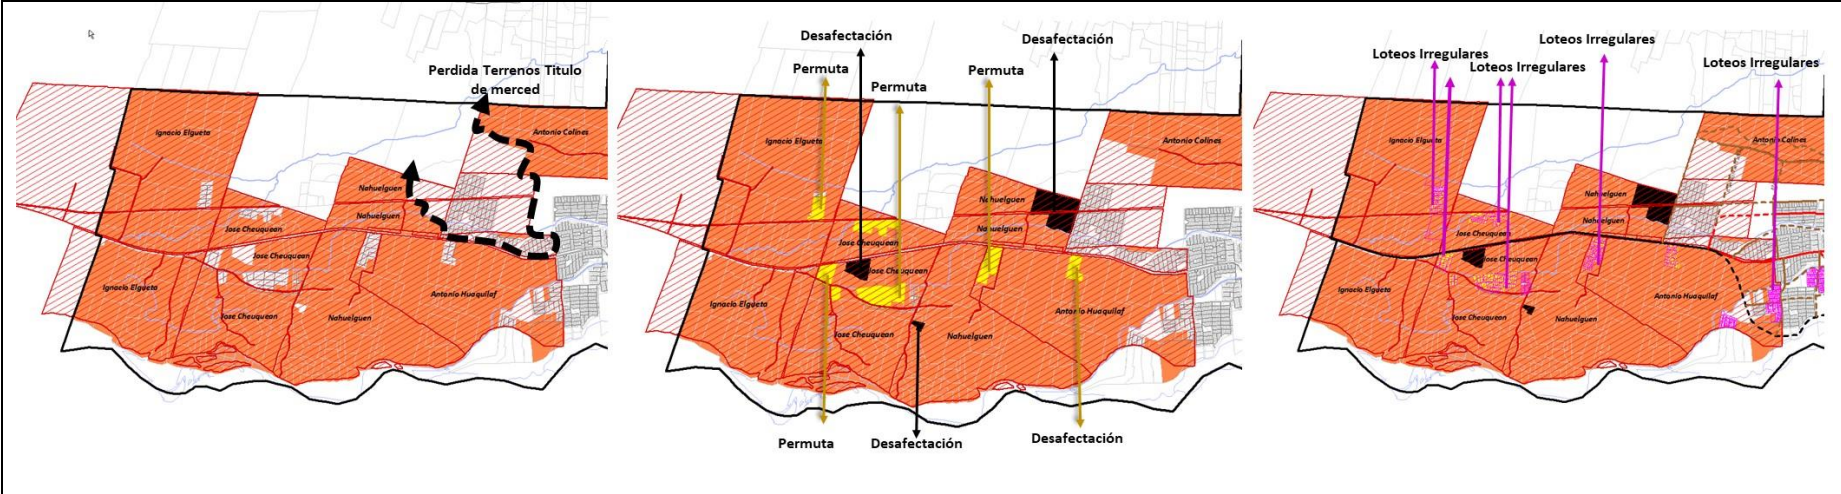 Perdida Terrenos Titulo
de merced
Ignacio Elgueta
Antonio Colines
Nahuelguen
Nahuelguen
Jose Cheuquean
Jose Cheuquean
Ignacio Elgueta
Antonio Huaquilaf
Jose Cheuquean
Nahuelguen
Desafectación
Desafectación
Permuta
Permuta
Permuta
Ignacio Elgueta
Antonio Colines
Nahuelguen
Nahuelguen
Jose Cheuquean
Jose Cheuquean
Ignacio Elgueta
Antonio Huaquilaf
Jose Cheuquean
Nahuelguen
Permuta
Desafectación
Desafectación
Loteos Irregulares
Loteos Irregulares
Loteos Irregulares
Loteos Irregulares
Ignacio Elgueta
Antonio Colines
Nehuelguen
Nahuelguen
Jose Cheuquean
Jose Cheuquean
Ignacio Elgueta
Antonio Huaquilaf
Jose Cheuquean
Nahuelguen